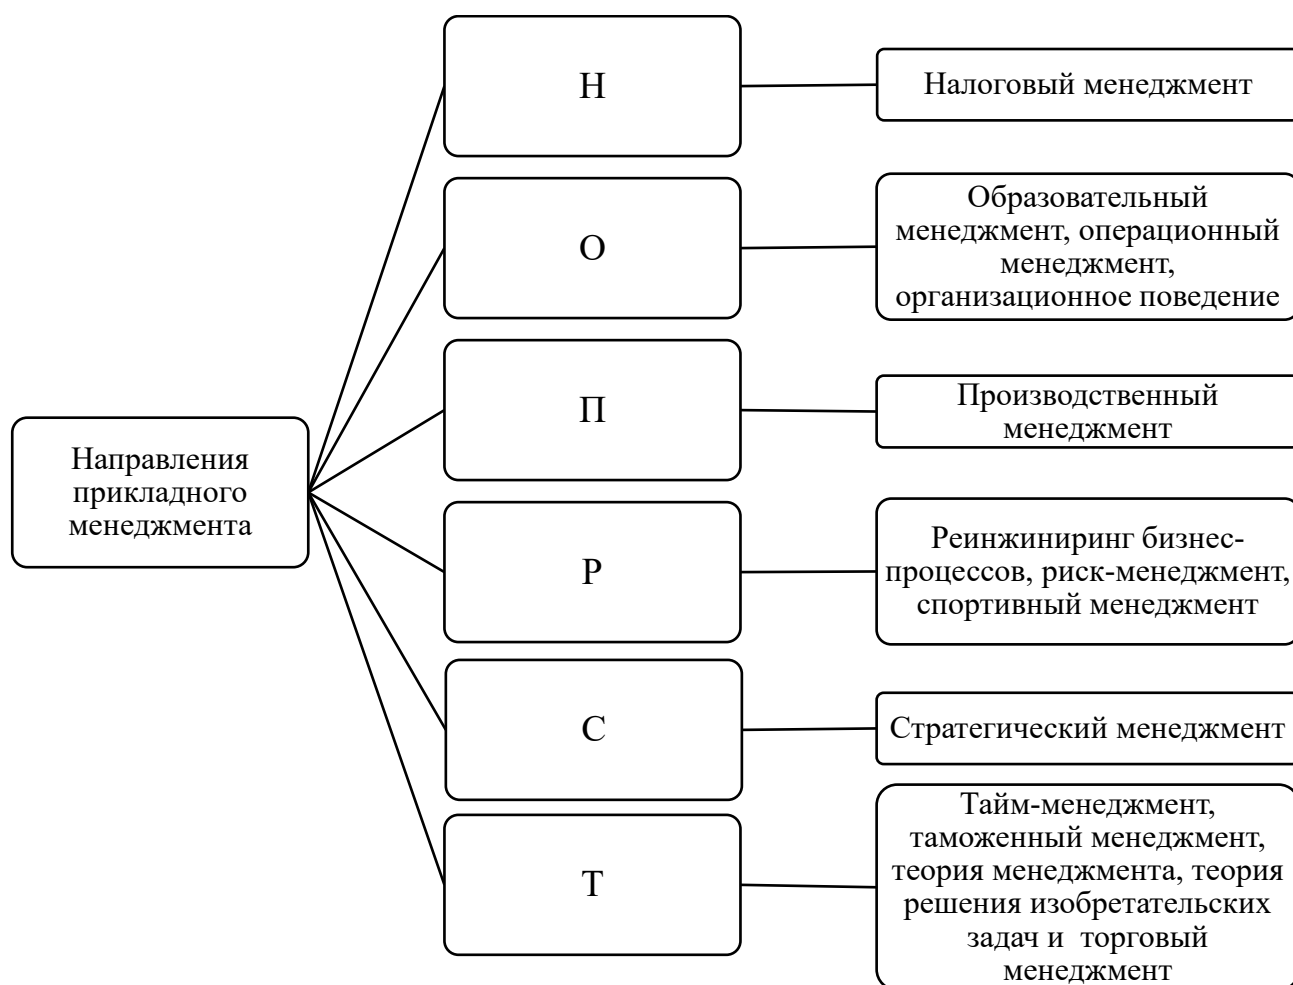 Направления
прикладного
менеджмента
Н
Налоговый менеджмент
О
Образовательный
менеджмент, операционный
менеджмент,
организационное поведение
П
Производственный
менеджмент
Р
Реинжиниринг бизнес-
процессов, риск-менеджмент,
спортивный менеджмент
С
Стратегический менеджмент
Т
Тайм-менеджмент,
таможенный менеджмент,
теория менеджмента, теория
решения изобретательских
задач и торговый
менеджмент